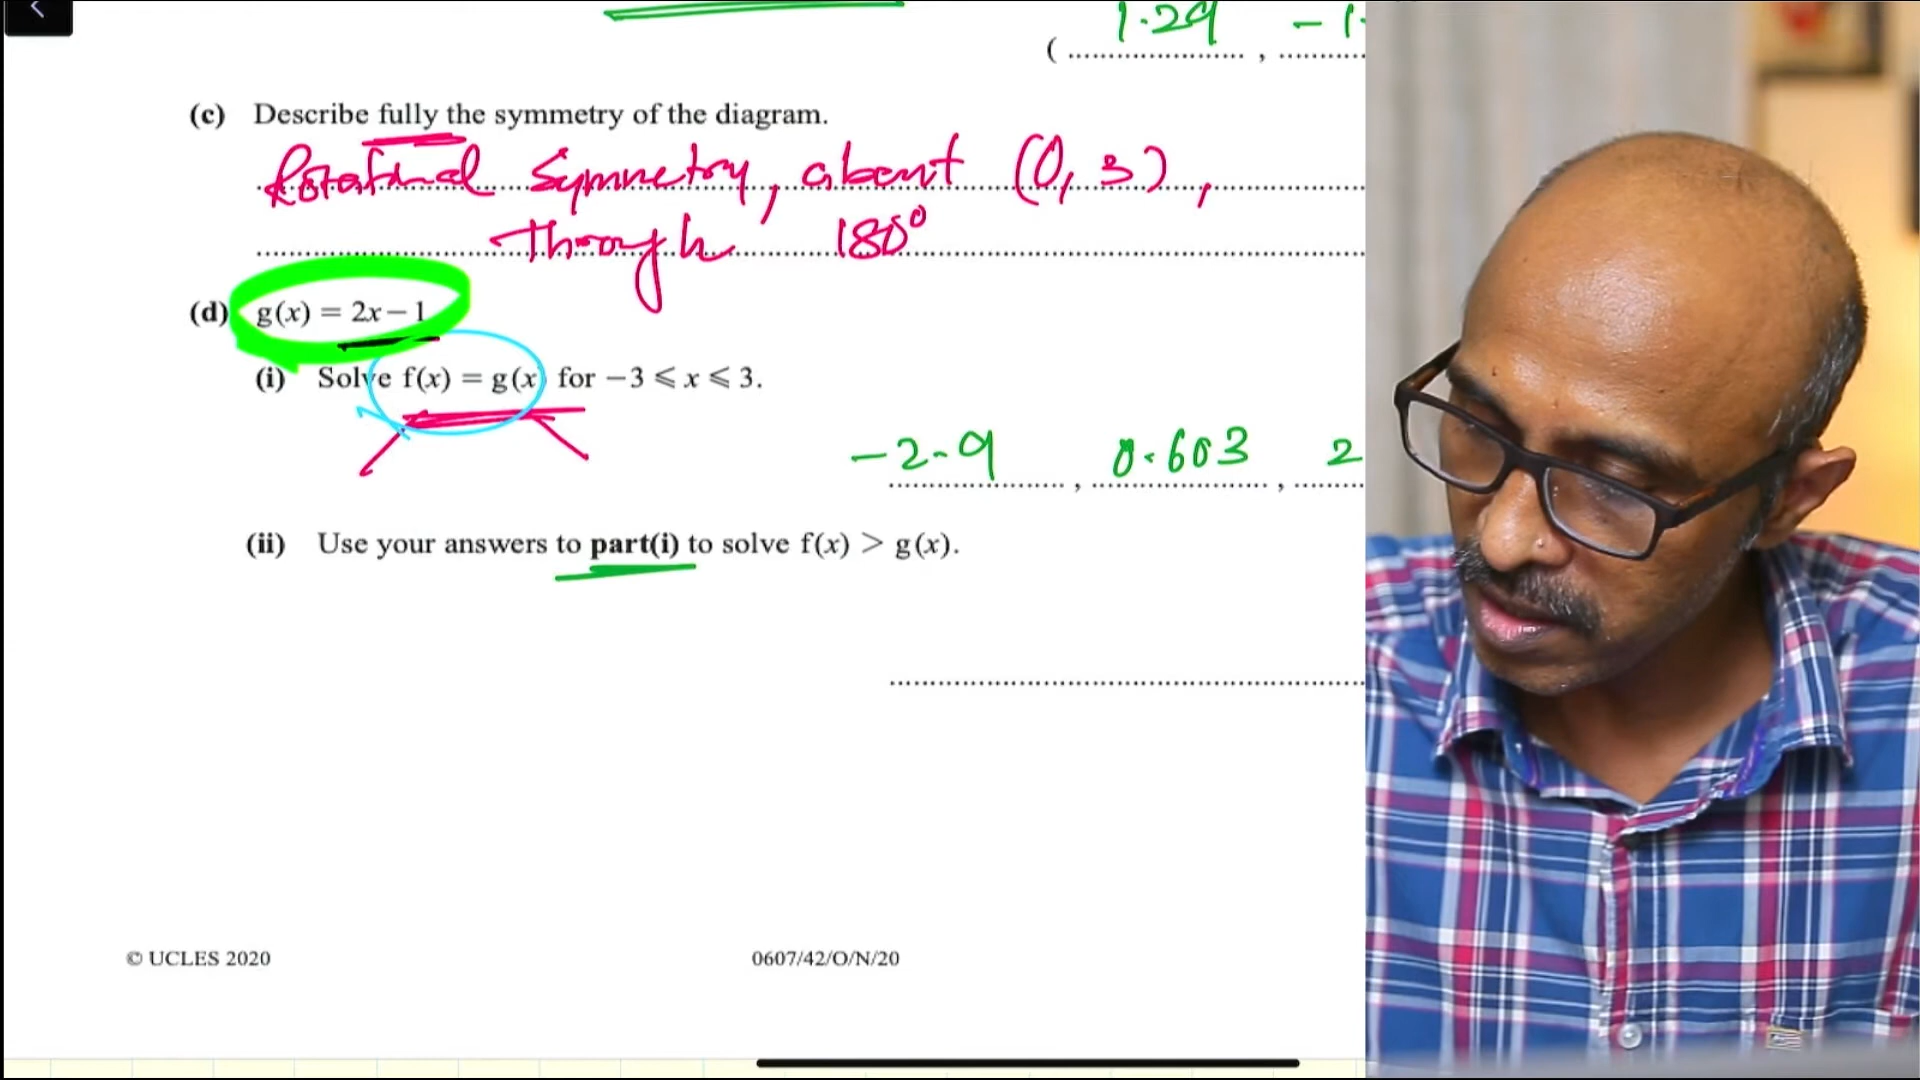 1.29 -1.
( .................... , ..........
(c) Describe fully the symmetry of the diagram.
Rotational Symmetry, about (0, 3),
through 180°
(d) g(x) = 2x − 1
(i) Solve f(x) = g(x) for −3 ⩽ x ⩽ 3.
-2.9 , 0.603 , 2
(ii) Use your answers to part(i) to solve f(x) > g(x).
© UCLES 2020 0607/42/O/N/20